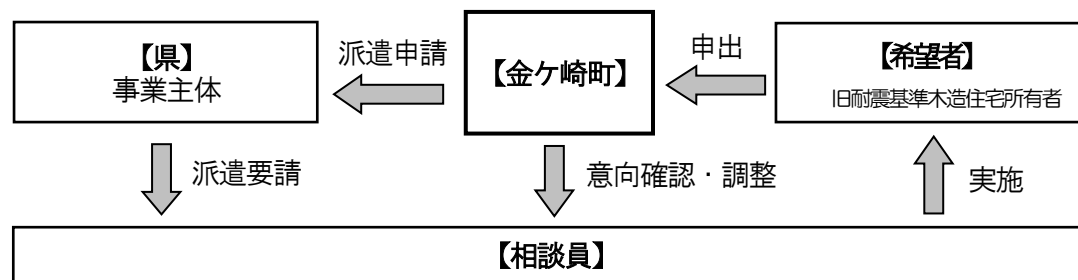 【県】
事業主体
派遣申請
【金ケ崎町】
申出
【希望者】
旧耐震基準木造住宅所有者
派遣要請
意向確認・調整
実施
【相談員】